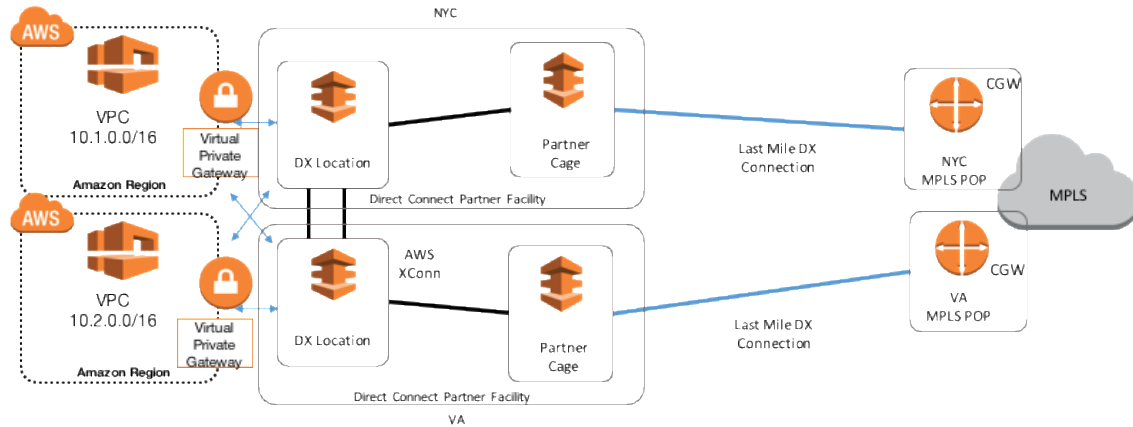 NYC
AWS
VPC
10.1.0.0/16
Virtual
Private
Gateway
Amazon Region
DX Location
Partner
Cage
Direct Connect Partner Facility
Last Mile DX
Connection
CGW
NYC
MPLS POP
MPLS
AWS
VPC
10.2.0.0/16
Virtual
Private
Gateway
Amazon Region
DX Location
AWS
XConn
Partner
Cage
Direct Connect Partner Facility
VA
Last Mile DX
Connection
CGW
VA
MPLS POP